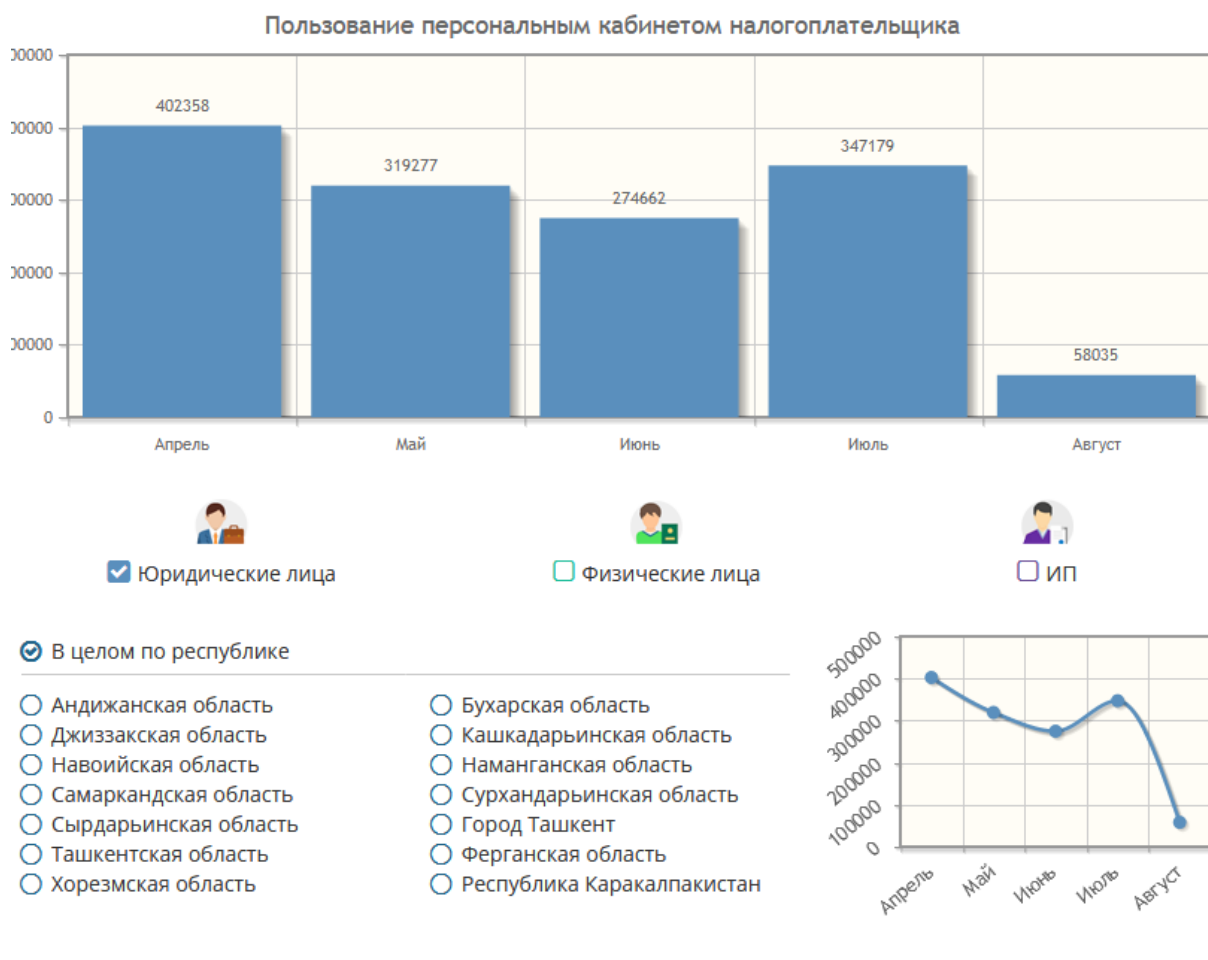 Пользование персональным кабинетом налогоплательщика
402358
319277
274662
347179
58035
0
Апрель Май Июнь Июль Август
Юридические лица Физические лица ИП
В целом по республике
Андижанская область Бухарская область
Джиззакская область Кашкадарьинская область
Навоийская область Наманганская область
Самаркандская область Сурхандарьинская область
Сырдарьинская область Город Ташкент
Ташкентская область Ферганская область
Хорезмская область Республика Каракалпакистан
500000
400000
300000
200000
100000
0
Апрель Май Июнь Июль Август